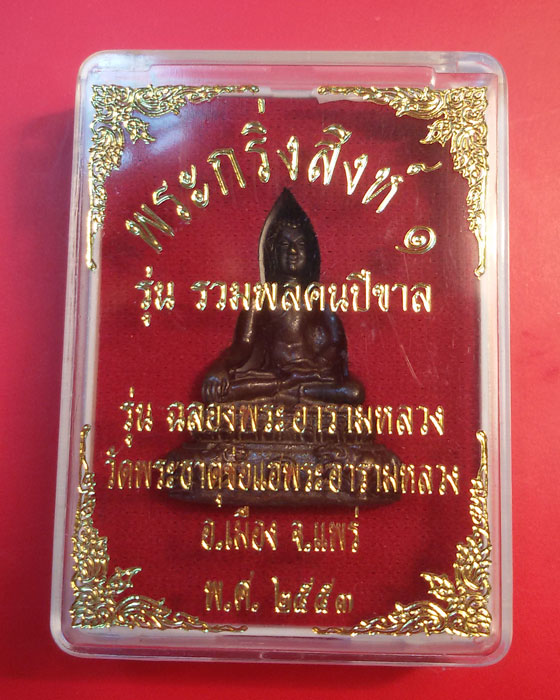 พระกริ่งสิงห์ ๑
รุ่น รวมพลคนปีขาล
รุ่น ฉลองพระอารามหลวง
วัดพระธาตุช่อแฮพระอารามหลวง
อ.เมือง จ.แพร่
พ.ศ. ๒๕๕๓